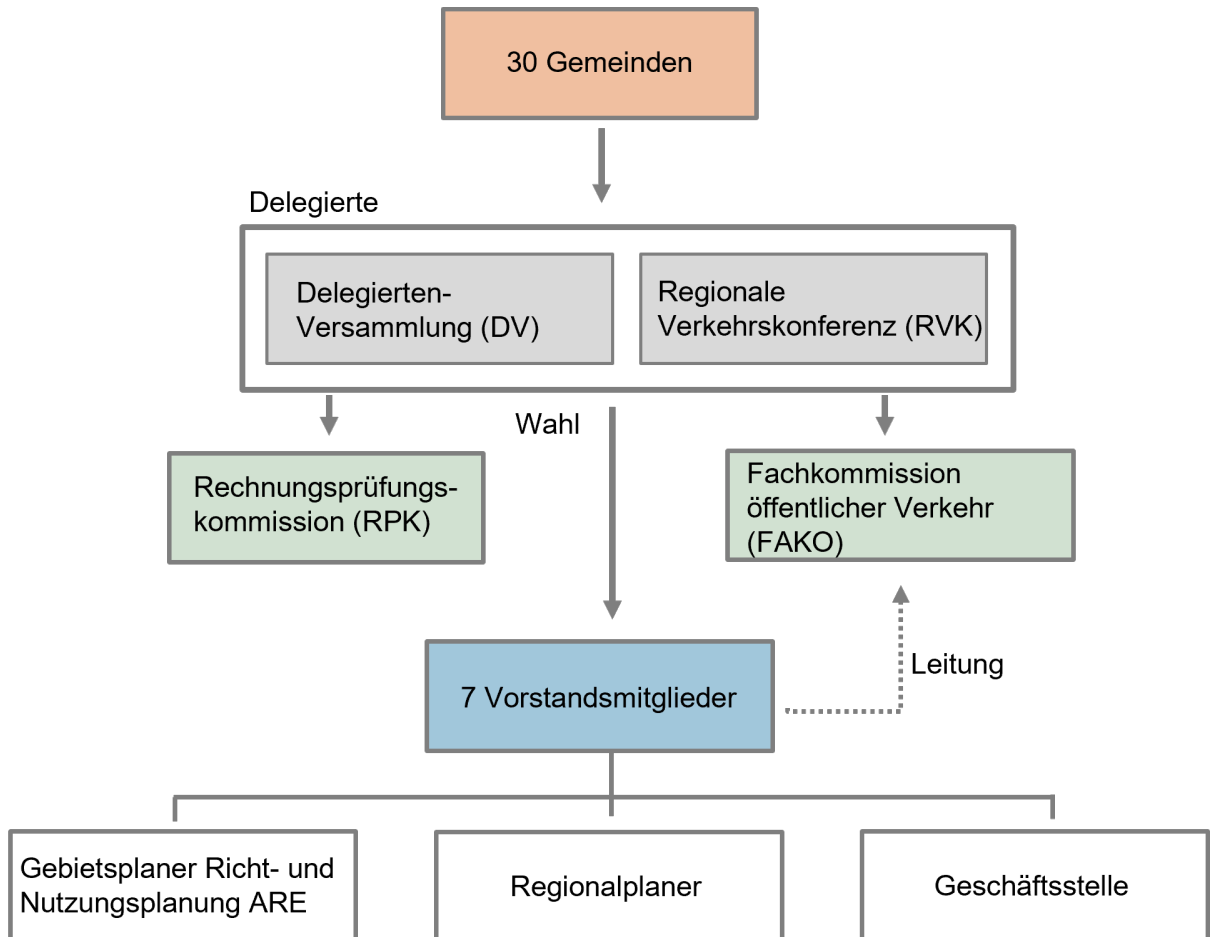 30 Gemeinden
Delegierte
Delegierten-
Versammlung (DV)
Regionale
Verkehrskonferenz (RVK)
Wahl
Rechnungsprüfungs-
kommission (RPK)
Fachkommission
öffentlicher Verkehr
(FAKO)
7 Vorstandsmitglieder
Leitung
Gebietsplaner Richt- und
Nutzungsplanung ARE
Regionalplaner
Geschäftsstelle